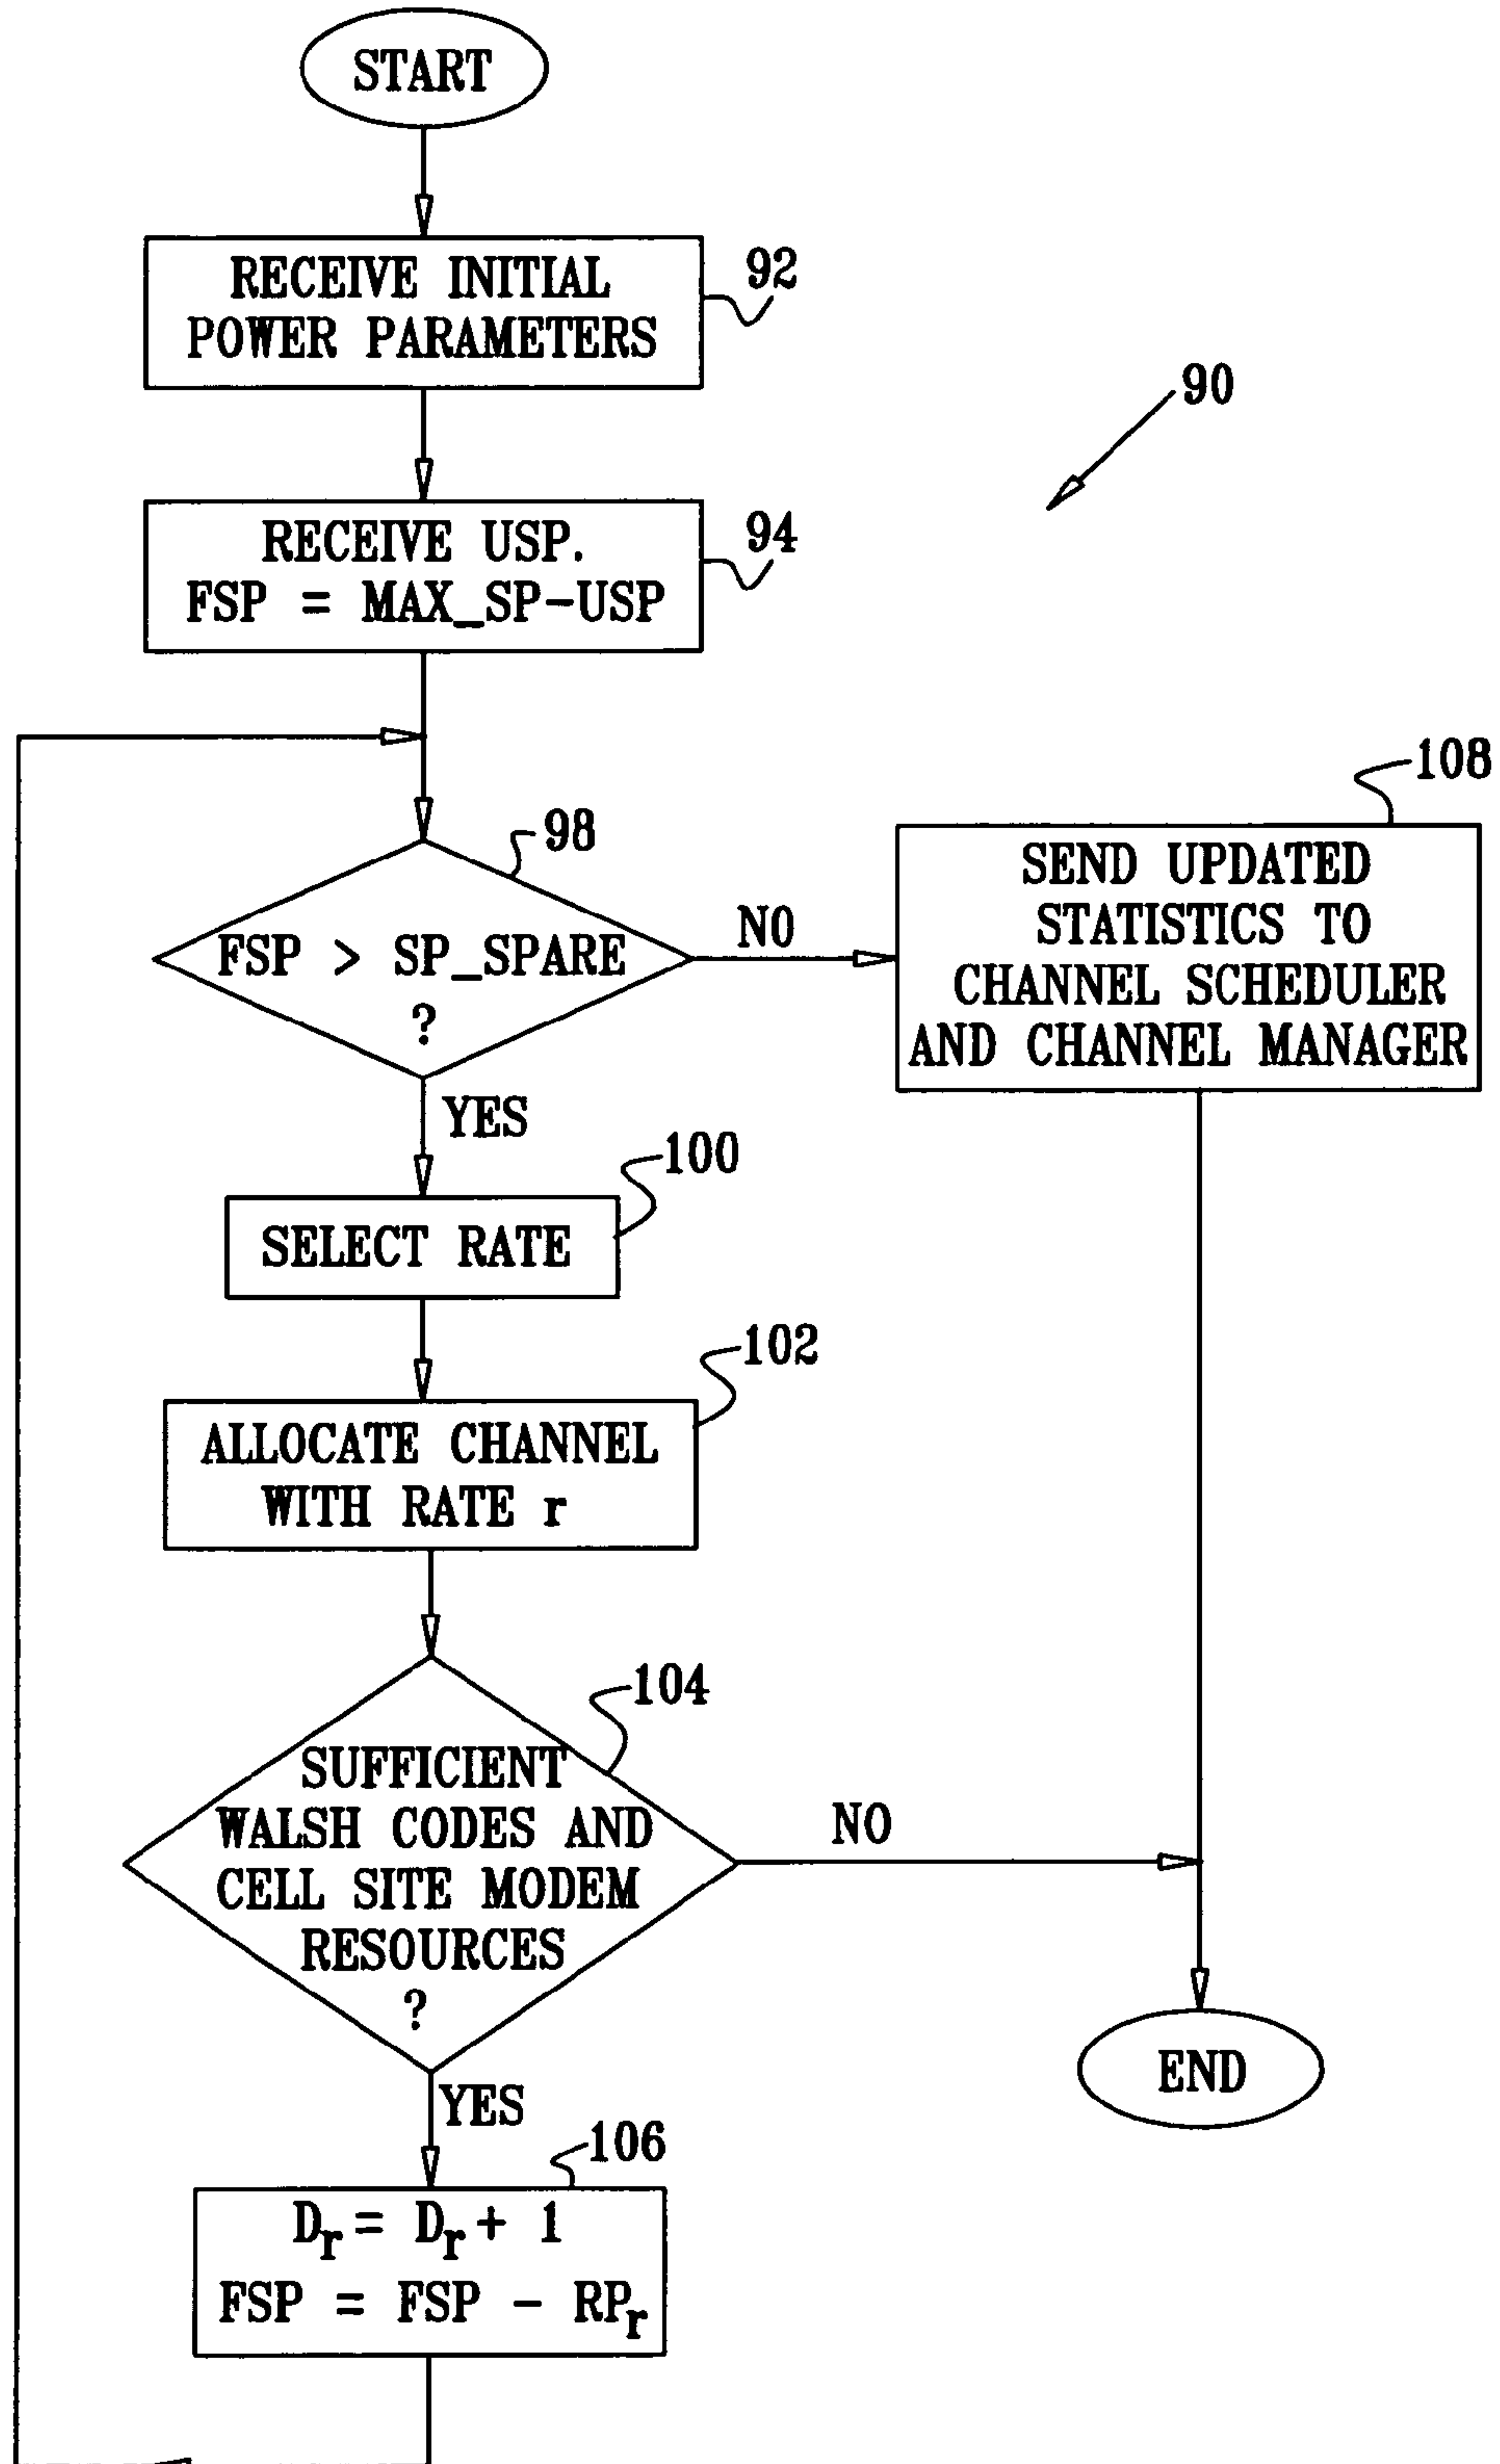 START
RECEIVE INITIAL
POWER PARAMETERS
92
90
RECEIVE USP.
FSP = MAX_SP-USP
94
98
FSP > SP_SPARE
?
NO
108
SEND UPDATED
STATISTICS TO
CHANNEL SCHEDULER
AND CHANNEL MANAGER
YES
100
SELECT RATE
102
ALLOCATE CHANNEL
WITH RATE r
104
SUFFICIENT
WALSH CODES AND
CELL SITE MODEM
RESOURCES
?
NO
END
YES
106
Dr = Dr + 1
FSP = FSP - RPr